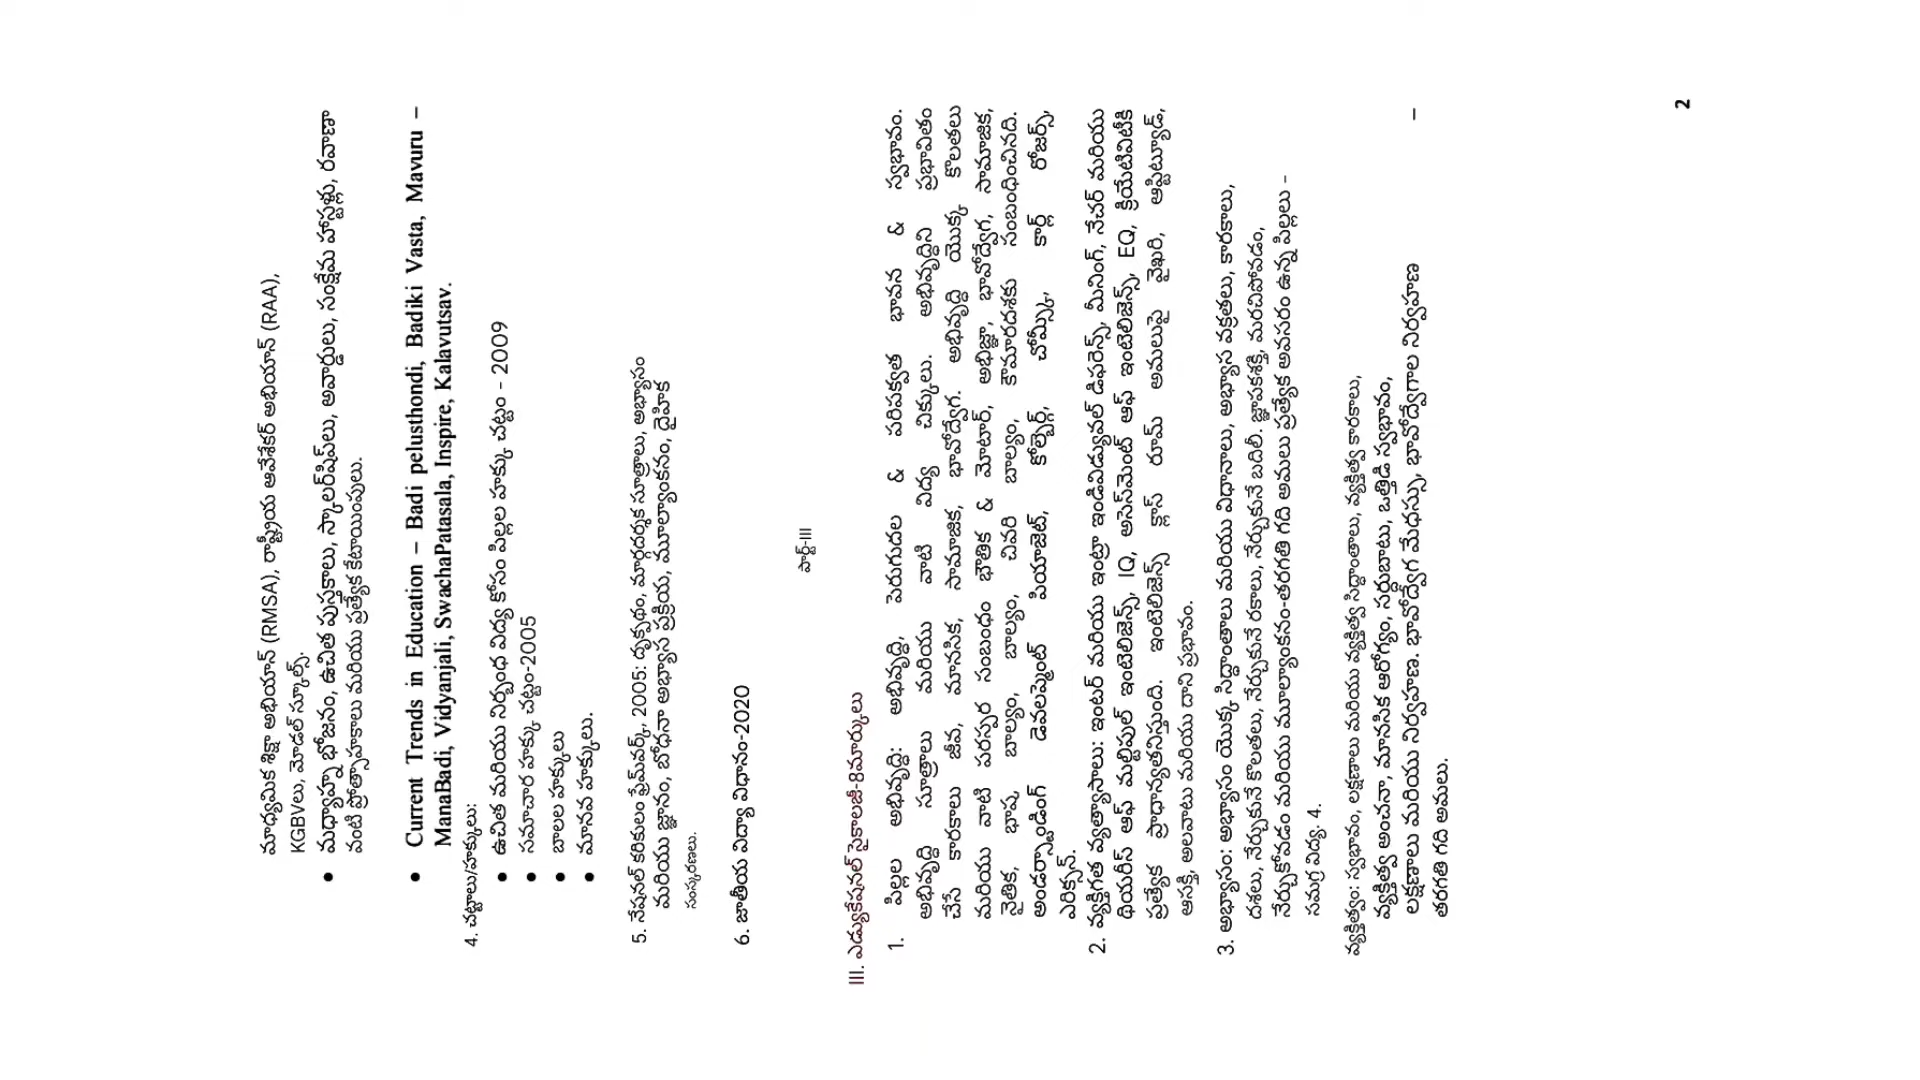 మాధ్యమిక శిక్షా అభియాన్ (RMSA), రాష్ట్రీయ ఆవేశకర్ అభియాన్ (RAA),
KGBVలు, మోడల్ స్కూల్స్.
• మధ్యాహ్న భోజనం, ఉచిత పుస్తకాలు, స్కాలర్‌షిప్‌లు, అవార్డులు, సంక్షేమ హాస్టళ్లు, రవాణా
వంటి ప్రోత్సాహకాలు మరియు ప్రత్యేక కేటాయింపులు.
• Current Trends in Education – Badi pelusthondi, Badiki Vasta, Mavuru –
ManaBadi, Vidyanjali, SwachaPatasala, Inspire, Kalavutsav.
4. చట్టాలు/హక్కులు:
• ఉచిత మరియు నిర్బంధ విద్య కోసం పిల్లల హక్కు చట్టం - 2009
• సమాచార హక్కు చట్టం-2005
• బాలల హక్కులు
• మానవ హక్కులు.
5. నేషనల్ కరికులం ఫ్రేమ్‌వర్క్, 2005: దృక్పథం, మార్గదర్శక సూత్రాలు, అభ్యాసం
మరియు జ్ఞానం, బోధనా అభ్యాస ప్రక్రియ, మూల్యాంకనం, దైహిక
సంస్కరణలు.
6. జాతీయ విద్యా విధానం-2020
పార్ట్-III
III. ఎడ్యుకేషనల్ సైకాలజీ-8మార్కులు
1. పిల్లల అభివృద్ధి: అభివృద్ధి, పెరుగుదల & పరిపక్వత భావన & స్వభావం.
అభివృద్ధి సూత్రాలు మరియు వాటి విద్య చిక్కులు. అభివృద్ధిని ప్రభావితం
చేసే కారకాలు జీవ, మానసిక, సామాజిక, భావోద్వేగ. అభివృద్ధి యొక్క కొలతలు
మరియు వాటి పరస్పర సంబంధం భౌతిక & మోటార్, అభిజ్ఞా, భావోద్వేగ, సామాజిక,
నైతిక, భాష, బాల్యం, బాల్యం, చివరి బాల్యం, కౌమారదశకు సంబంధించినది.
అండర్స్టాండింగ్ డెవలప్మెంట్ పియాజెట్, కోల్బెర్గ్, చోమ్స్కీ, కార్ల్ రోజర్స్,
ఎరిక్సన్.
2. వ్యక్తిగత వ్యత్యాసాలు: ఇంటర్ మరియు ఇంట్రా ఇండివిడ్యువల్ డిఫరెన్స్, మీనింగ్, నేచర్ మరియు
థియరీస్ ఆఫ్ మల్టిపుల్ ఇంటెలిజెన్స్, IQ, అసెస్‌మెంట్ ఆఫ్ ఇంటెలిజెన్స్, EQ, క్రియేటివిటీకి
ప్రత్యేక ప్రాధాన్యతనిస్తుంది. ఇంటెలిజెన్స్ క్లాస్ రూమ్ అమలుపై వైఖరి, ఆప్టిట్యూడ్,
ఆసక్తి, అలవాటు మరియు దాని ప్రభావం.
3. అభ్యాసం: అభ్యాసం యొక్క సిద్ధాంతాలు మరియు విధానాలు, అభ్యాస వక్రతలు, కారకాలు,
దశలు, నేర్చుకునే కొలతలు, నేర్చుకునే రకాలు, నేర్చుకునే బదిలీ. జ్ఞాపకశక్తి, మరచిపోవడం,
నేర్చుకోవడం మరియు మూల్యాంకనం-తరగతి గది అమలు ప్రత్యేక అవసరం ఉన్న పిల్లలు -
సమగ్ర విద్య. 4.
వ్యక్తిత్వం: స్వభావం, లక్షణాలు మరియు వ్యక్తిత్వ సిద్ధాంతాలు, వ్యక్తిత్వ కారకాలు,
వ్యక్తిత్వ అంచనా, మానసిక ఆరోగ్యం, సర్దుబాటు, ఒత్తిడి స్వభావం,
లక్షణాలు మరియు నిర్వహణ. భావోద్వేగ మేధస్సు, భావోద్వేగాల నిర్వహణ –
తరగతి గది అమలు.
2